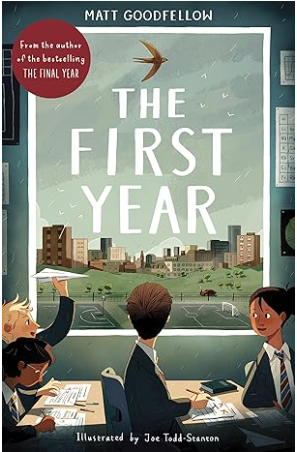 MATT GOODFELLOW
From the author
of the bestselling
THE FINAL YEAR
THE
FIRST
YEAR
Illustrated by Joe Todd-Stanton